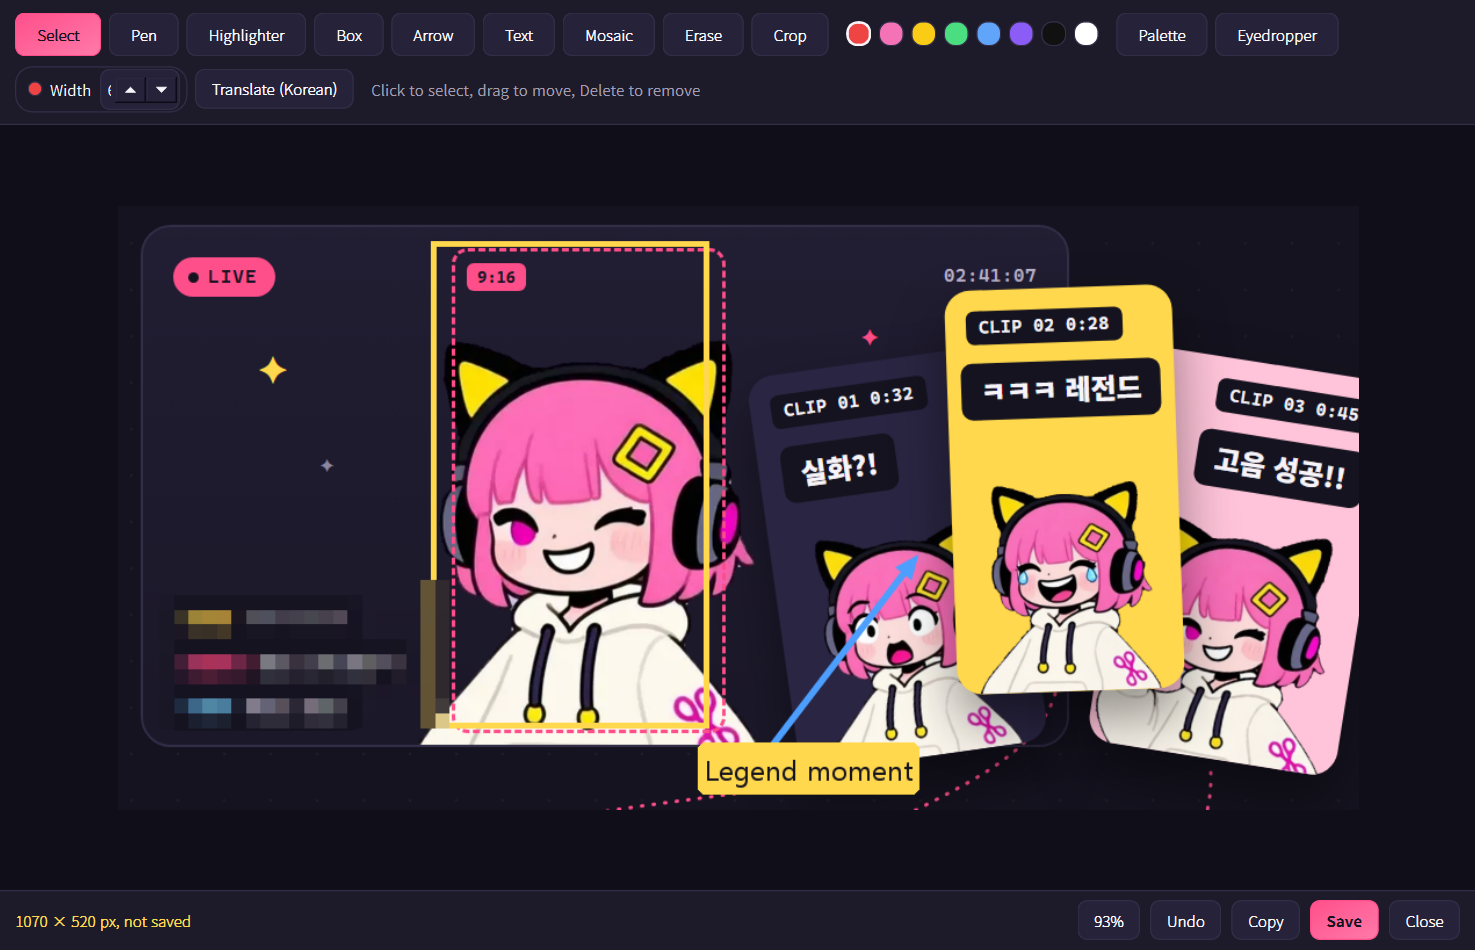 Select Pen Highlighter Box Arrow Text Mosaic Erase Crop Palette Eyedropper
Width Translate (Korean) Click to select, drag to move, Delete to remove
LIVE
9:16
02:41:07
CLIP 02 0:28
ㅋㅋㅋ 레전드
CLIP 01 0:32
실화?!
CLIP 03 0:45
고음 성공!!
Legend moment
1070 × 520 px, not saved
93% Undo Copy Save Close